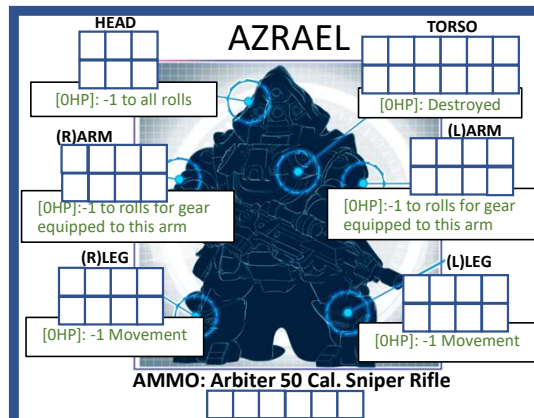 HEAD
AZRAEL
TORSO
[0HP]: -1 to all rolls
[0HP]: Destroyed
(R)ARM
(L)ARM
[0HP]:-1 to rolls for gear
equipped to this arm
[0HP]:-1 to rolls for gear
equipped to this arm
(R)LEG
(L)LEG
[0HP]: -1 Movement
[0HP]: -1 Movement
AMMO: Arbiter 50 Cal. Sniper Rifle